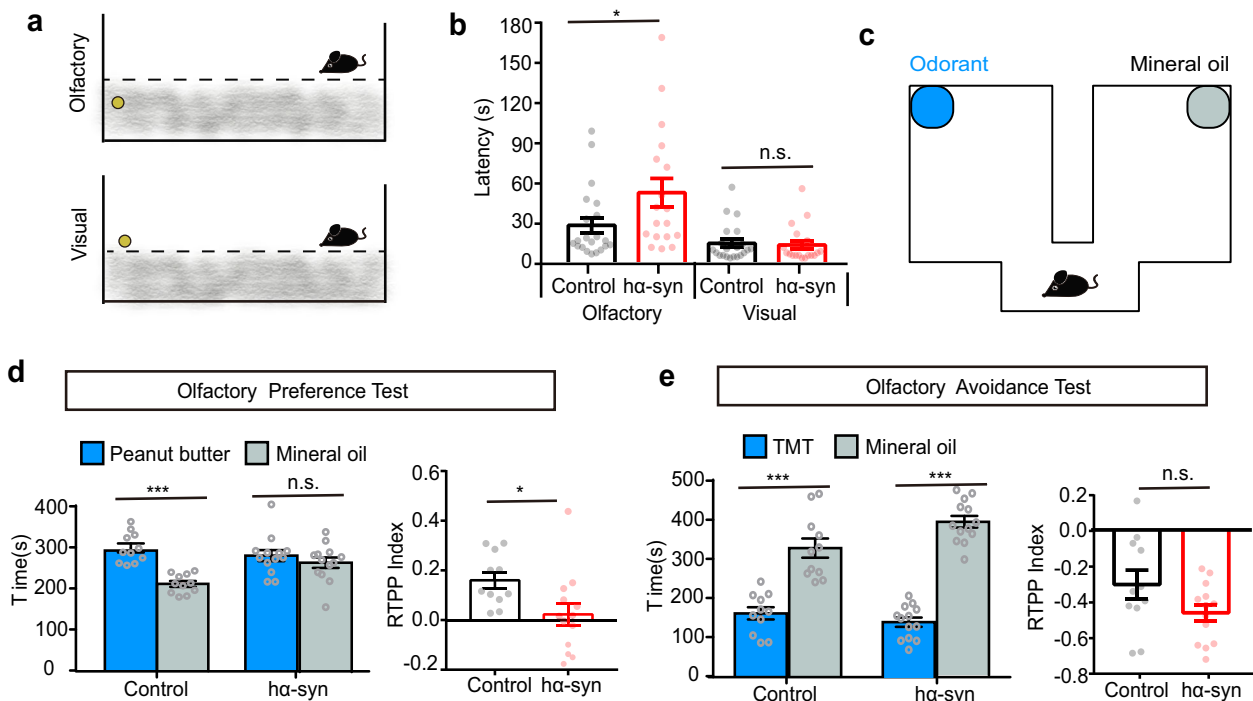 a
Olfactory
Visual
b
Latency (s)
180
150
120
90
60
30
0
*
n.s.
Control hα-syn Control hα-syn
Olfactory Visual
c
Odorant Mineral oil
d
Olfactory Preference Test
Peanut butter Mineral oil
Time(s)
400
300
200
100
0
***
n.s.
Control hα-syn
RTPP Index
0.6
0.4
0.2
0.0
-0.2
*
Control hα-syn
e
Olfactory Avoidance Test
TMT Mineral oil
Time(s)
500
400
300
200
100
0
***
***
Control hα-syn
RTPP Index
0.2
0.0
-0.2
-0.4
-0.6
-0.8
n.s.
Control hα-syn